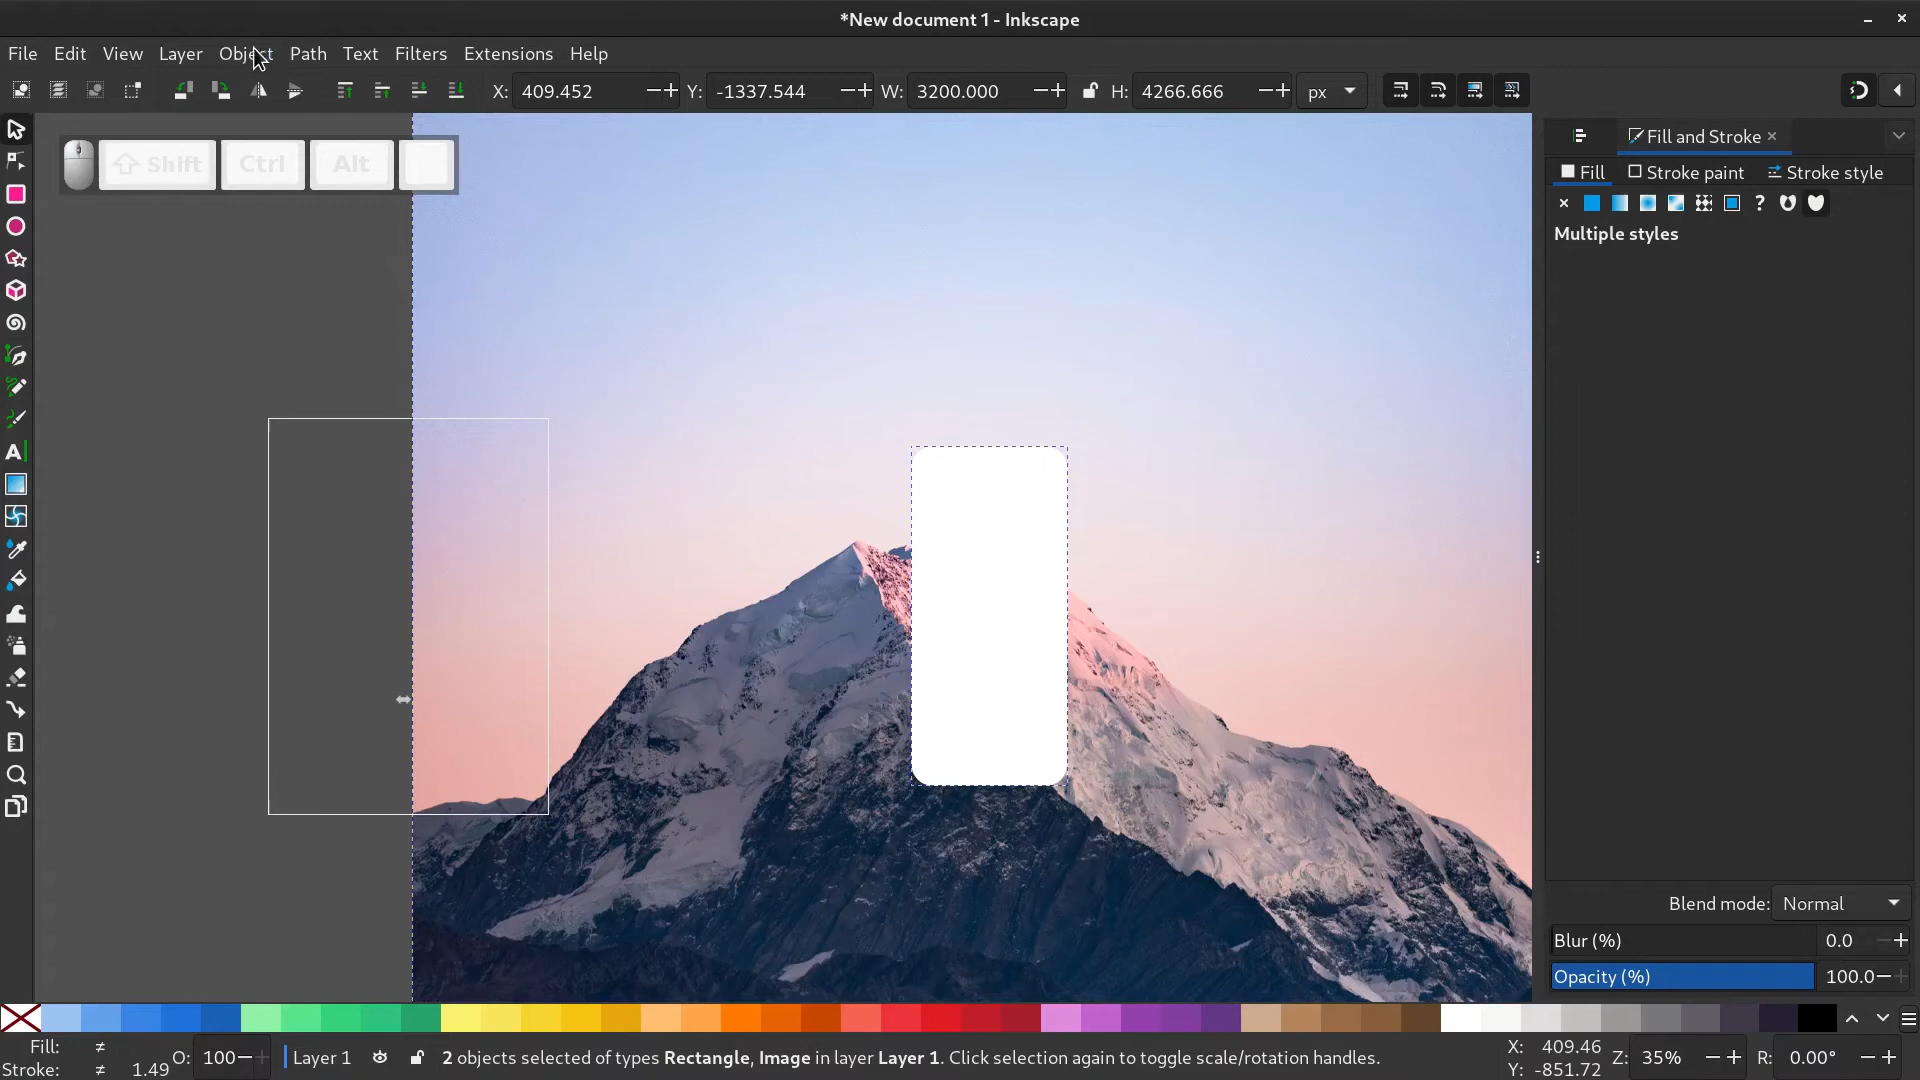 *New document 1 - Inkscape
File Edit View Layer Object Path Text Filters Extensions Help
X: 409.452 Y: -1337.544 W: 3200.000 H: 4266.666 px
Shift Ctrl Alt
Fill and Stroke
Fill Stroke paint Stroke style
Multiple styles
Blend mode: Normal
Blur (%) 0.0
Opacity (%) 100.0
Fill: ≠ O: 100 Layer 1 2 objects selected of types Rectangle, Image in layer Layer 1. Click selection again to toggle scale/rotation handles. X: 409.46 Z: 35% R: 0.00°
Stroke: ≠ 1.49 Y: -851.72